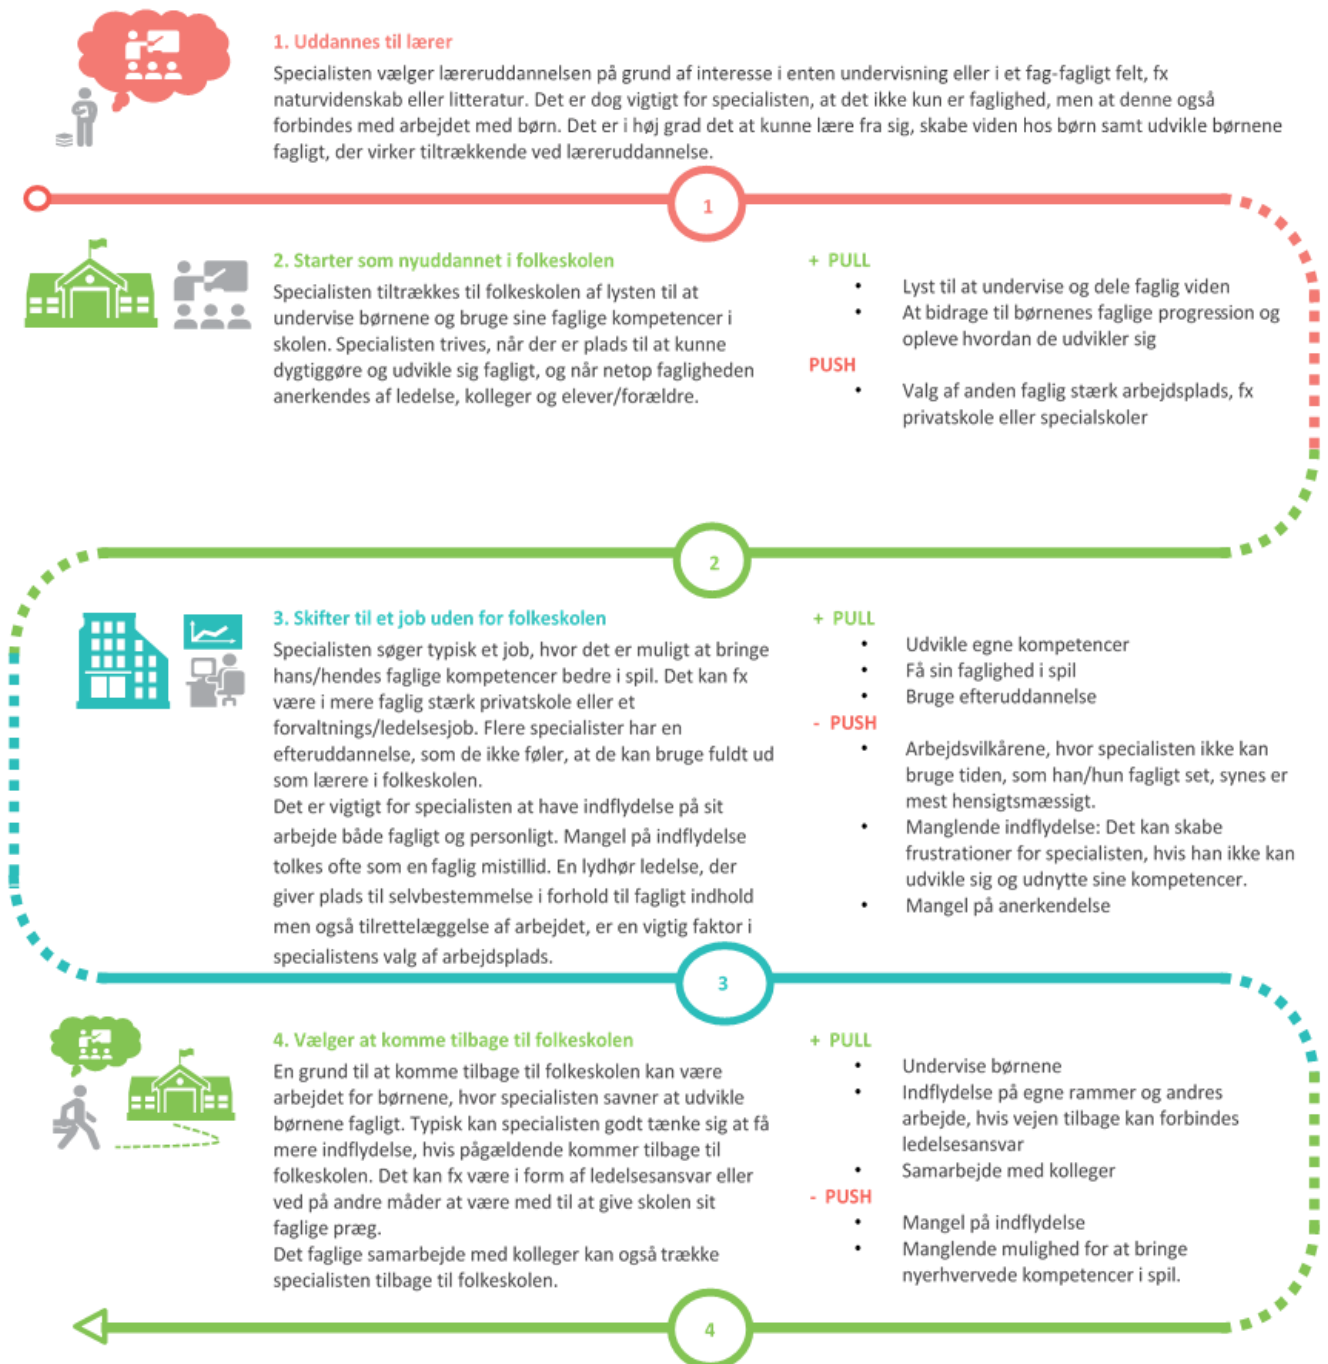 1. Uddannes til lærer
Specialisten vælger læreruddannelsen på grund af interesse i enten undervisning eller i et fag-fagligt felt, fx
naturvidenskab eller litteratur. Det er dog vigtigt for specialisten, at det ikke kun er faglighed, men at denne også
forbindes med arbejdet med børn. Det er i høj grad det at kunne lære fra sig, skabe viden hos børn samt udvikle børnene
fagligt, der virker tiltrækkende ved læreruddannelse.
1
2. Starter som nyuddannet i folkeskolen
Specialisten tiltrækkes til folkeskolen af lysten til at
undervise børnene og bruge sine faglige kompetencer i
skolen. Specialisten trives, når der er plads til at kunne
dygtiggøre og udvikle sig fagligt, og når netop fagligheden
anerkendes af ledelse, kolleger og elever/forældre.
+ PULL
• Lyst til at undervise og dele faglig viden
• At bidrage til børnenes faglige progression og
opleve hvordan de udvikler sig
PUSH
• Valg af anden faglig stærk arbejdsplads, fx
privatskole eller specialskoler
2
3. Skifter til et job uden for folkeskolen
Specialisten søger typisk et job, hvor det er muligt at bringe
hans/hendes faglige kompetencer bedre i spil. Det kan fx
være i mere faglig stærk privatskole eller et
forvaltnings/ledelsesjob. Flere specialister har en
efteruddannelse, som de ikke føler, at de kan bruge fuldt ud
som lærere i folkeskolen.
Det er vigtigt for specialisten at have indflydelse på sit
arbejde både fagligt og personligt. Mangel på indflydelse
tolkes ofte som en faglig mistillid. En lydhør ledelse, der
giver plads til selvbestemmelse i forhold til fagligt indhold
men også tilrettelæggelse af arbejdet, er en vigtig faktor i
specialistens valg af arbejdsplads.
+ PULL
• Udvikle egne kompetencer
• Få sin faglighed i spil
• Bruge efteruddannelse
- PUSH
• Arbejdsvilkårene, hvor specialisten ikke kan
bruge tiden, som han/hun fagligt set, synes er
mest hensigtsmæssigt.
• Manglende indflydelse: Det kan skabe
frustrationer for specialisten, hvis han ikke kan
udvikle sig og udnytte sine kompetencer.
• Mangel på anerkendelse
3
4. Vælger at komme tilbage til folkeskolen
En grund til at komme tilbage til folkeskolen kan være
arbejdet for børnene, hvor specialisten savner at udvikle
børnene fagligt. Typisk kan specialisten godt tænke sig at få
mere indflydelse, hvis pågældende kommer tilbage til
folkeskolen. Det kan fx være i form af ledelsesansvar eller
ved på andre måder at være med til at give skolen sit
faglige præg.
Det faglige samarbejde med kolleger kan også trække
specialisten tilbage til folkeskolen.
+ PULL
• Undervise børnene
• Indflydelse på egne rammer og andres
arbejde, hvis vejen tilbage kan forbindes
ledelsesansvar
• Samarbejde med kolleger
- PUSH
• Mangel på indflydelse
• Manglende mulighed for at bringe
nyerhvervede kompetencer i spil.
4